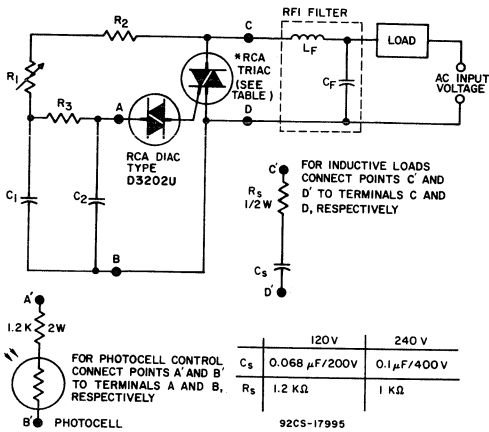 RFI FILTER
C
R2
LF
LOAD
*RCA
TRIAC
(SEE
TABLE)
CF
AC INPUT
VOLTAGE
R1
R3
A
D
RCA DIAC
TYPE
D3202U
C1
C2
B
C'
RS
1/2W
CS
D'
FOR INDUCTIVE LOADS
CONNECT POINTS C' AND
D' TO TERMINALS C AND
D, RESPECTIVELY
A'
1.2 K
2W
FOR PHOTOCELL CONTROL
CONNECT POINTS A' AND B'
TO TERMINALS A AND B,
RESPECTIVELY
B'
PHOTOCELL
120V 240 V
CS 0.068 µF/200V 0.1µF/400V
RS 1.2 KΩ 1 KΩ
92CS-17995